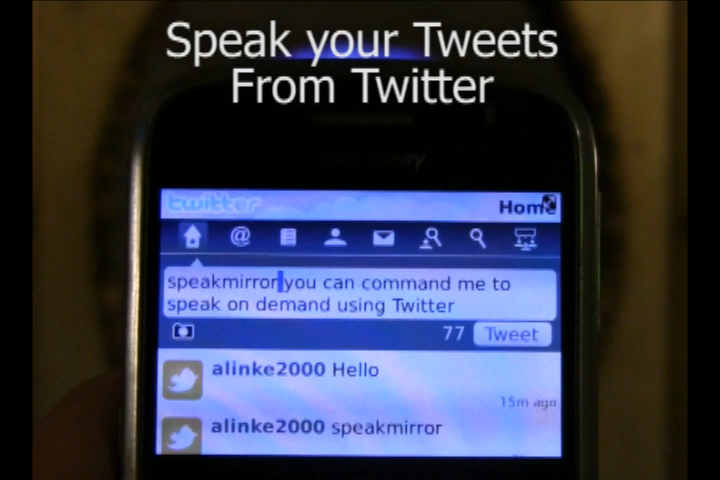 Speak your Tweets
From Twitter
BlackBerry
twitter Home
@
speakmirror you can command me to
speak on demand using Twitter
77 Tweet
alinke2000 Hello
15m ago
alinke2000 speakmirror